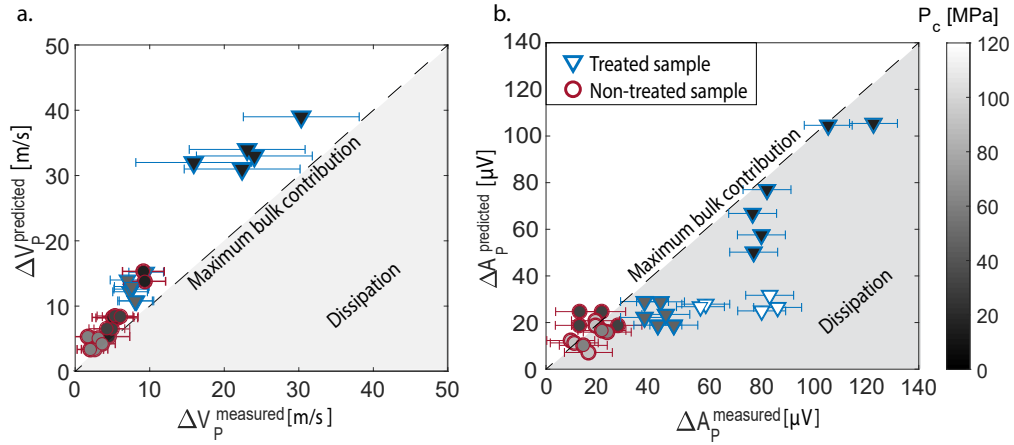 a.
50
40
30
20
10
0
0
10
20
30
40
50
ΔV_P^predicted [m/s]
ΔV_P^measured [m/s]
Maximum bulk contribution
Dissipation
b.
140
120
100
80
60
40
20
0
0
20
40
60
80
100
120
140
ΔA_P^predicted [μV]
ΔA_P^measured [μV]
Treated sample
Non-treated sample
Maximum bulk contribution
Dissipation
P_c [MPa]
120
100
80
60
40
20
0